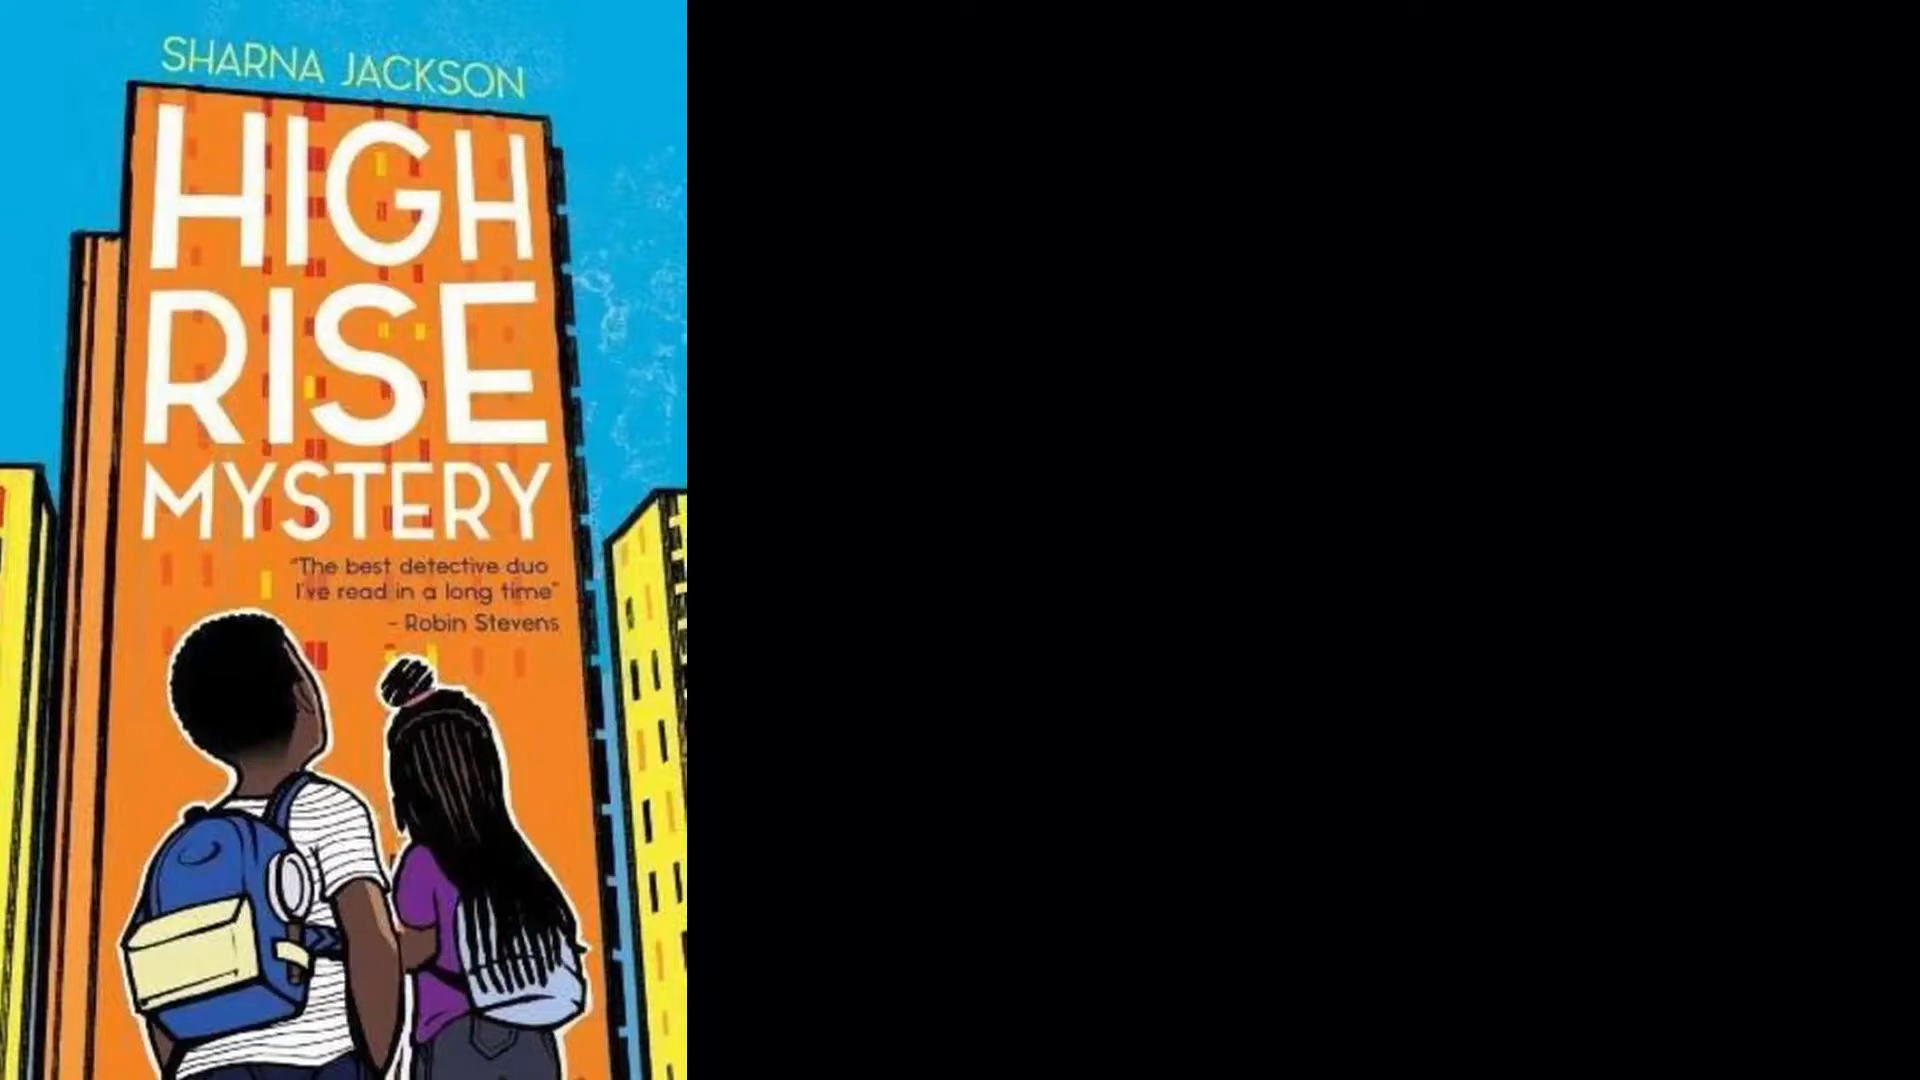 SHARNA JACKSON
HIGH
RISE
MYSTERY
"The best detective duo
I've read in a long time"
- Robin Stevens